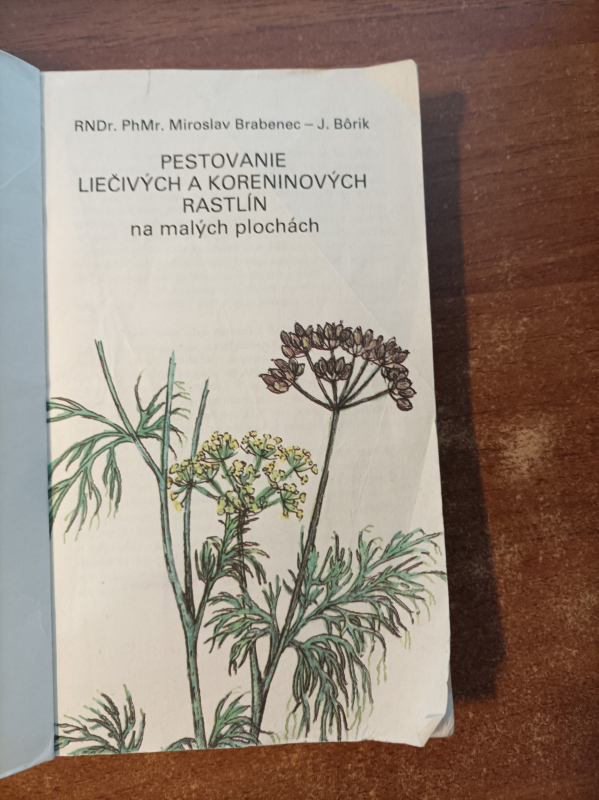 RNDr. PhMr. Miroslav Brabenec – J. Bôrik
PESTOVANIE
LIEČIVÝCH A KORENINOVÝCH
RASTLÍN
na malých plochách